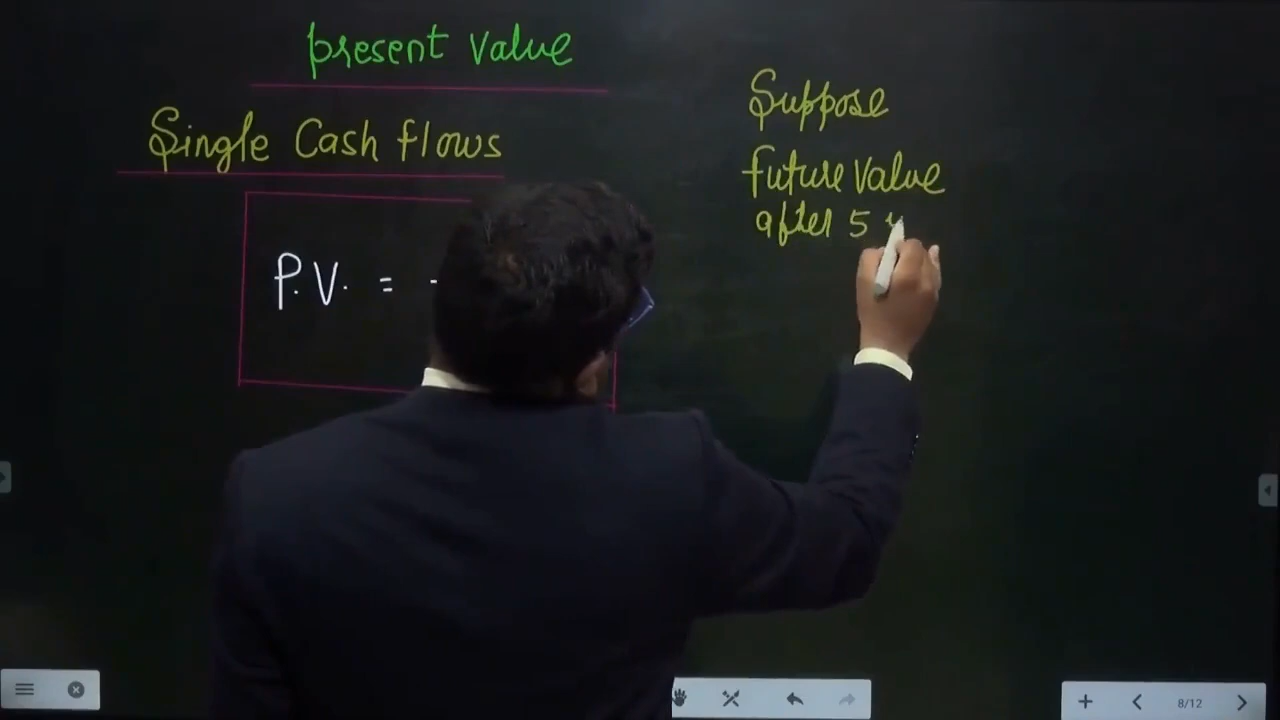 present value
Single Cash flows
P.V. =
Suppose
future value
after 5
8/12